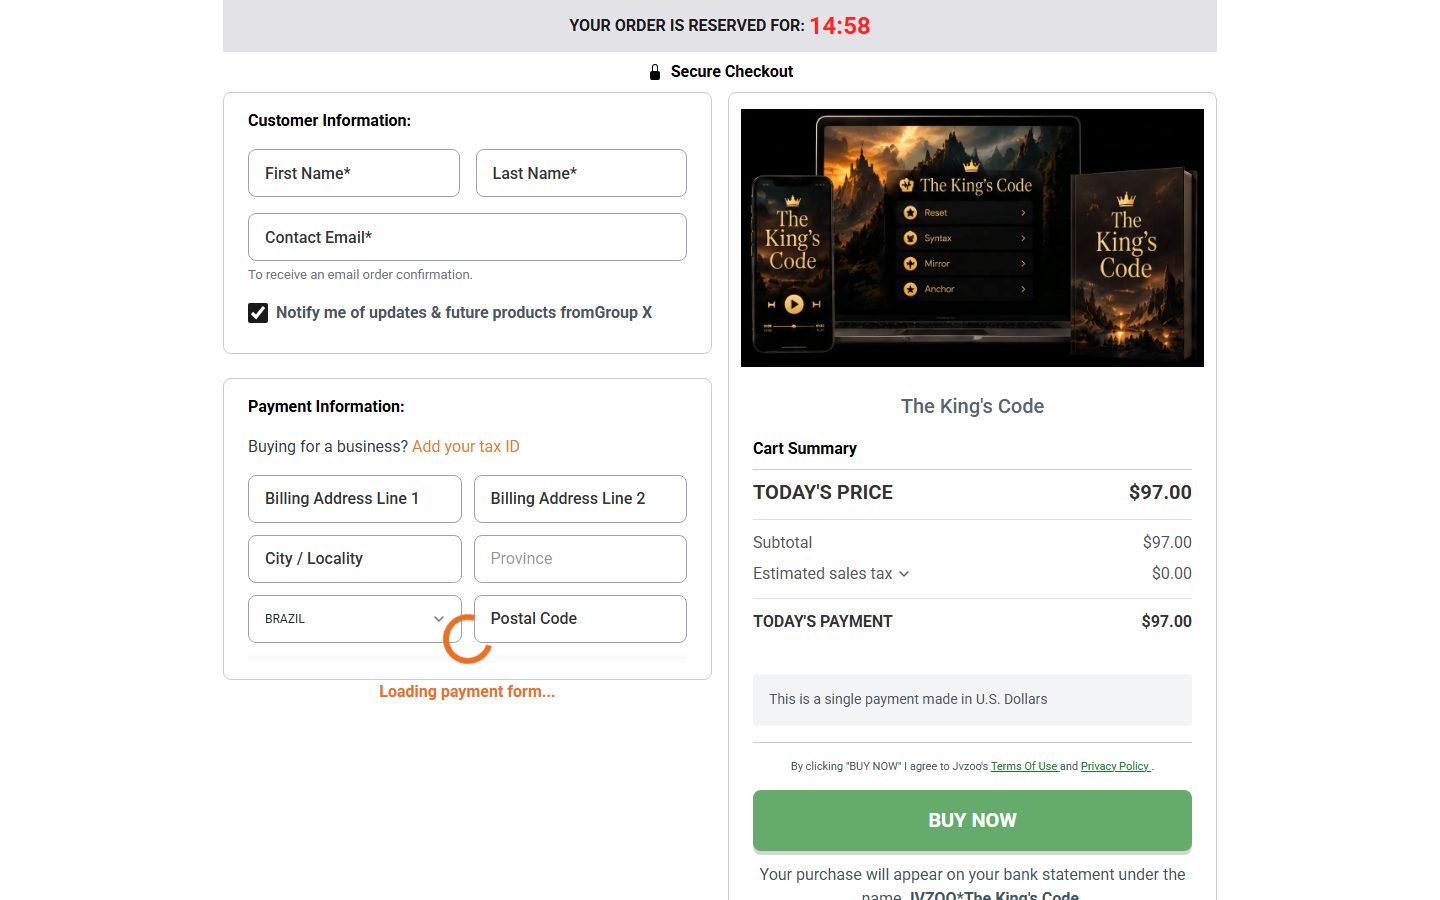 YOUR ORDER IS RESERVED FOR: 14:58
Secure Checkout
Customer Information:
First Name*
Last Name*
Contact Email*
To receive an email order confirmation.
Notify me of updates & future products fromGroup X
Payment Information:
Buying for a business? Add your tax ID
Billing Address Line 1
Billing Address Line 2
City / Locality
Province
BRAZIL
Postal Code
Loading payment form...
The
King's
Code
The King's Code
Reset
Syntax
Mirror
Anchor
The
King's
Code
The King's Code
Cart Summary
TODAY'S PRICE $97.00
Subtotal $97.00
Estimated sales tax $0.00
TODAY'S PAYMENT $97.00
This is a single payment made in U.S. Dollars
By clicking "BUY NOW" I agree to Jvzoo's Terms Of Use and Privacy Policy .
BUY NOW
Your purchase will appear on your bank statement under the
name JVZOO*The King's Code